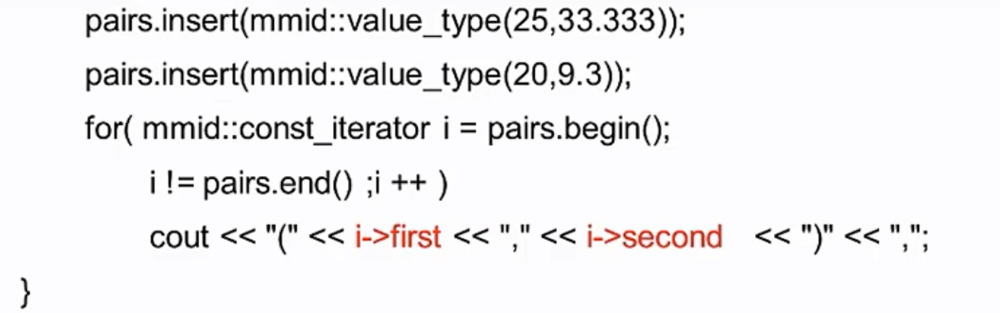 pairs.insert(mmid::value_type(25,33.333));
pairs.insert(mmid::value_type(20,9.3));
for( mmid::const_iterator i = pairs.begin();
i != pairs.end() ;i ++ )
cout << "(" << i->first << "," << i->second << ")" << ",";
}